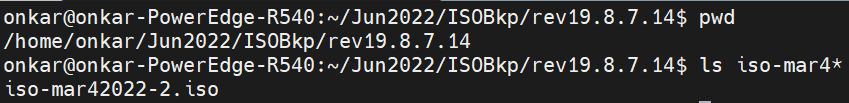 onkar@onkar-PowerEdge-R540:~/Jun2022/ISOBkp/rev19.8.7.14$ pwd
/home/onkar/Jun2022/ISOBkp/rev19.8.7.14
onkar@onkar-PowerEdge-R540:~/Jun2022/ISOBkp/rev19.8.7.14$ ls iso-mar4*
iso-mar42022-2.iso